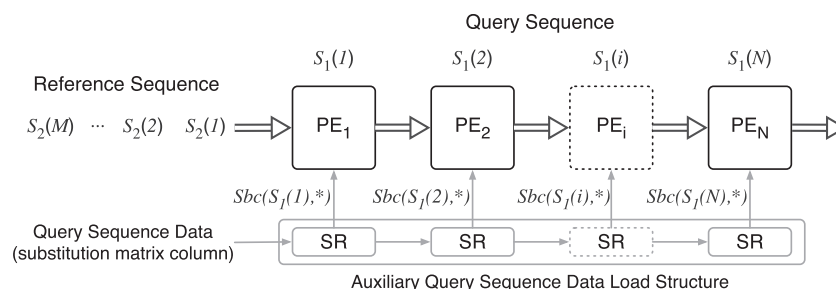 Query Sequence
S1(1) S1(2) S1(i) S1(N)
Reference Sequence
S2(M) ... S2(2) S2(1) PE1 PE2 PEi PEN
Sbc(S1(1),*) Sbc(S1(2),*) Sbc(S1(i),*) Sbc(S1(N),*)
Query Sequence Data
(substitution matrix column)
SR SR SR SR
Auxiliary Query Sequence Data Load Structure